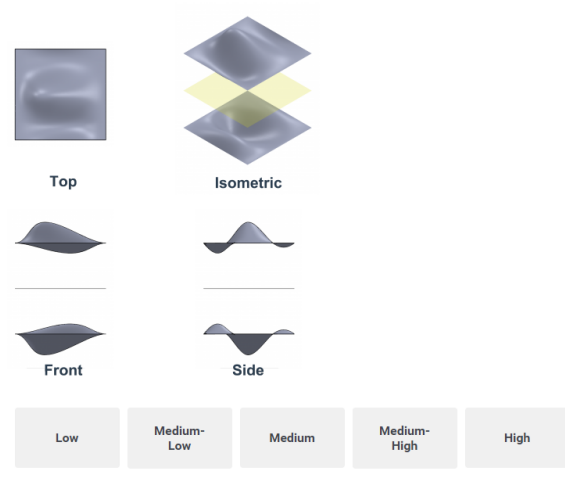 Top
Isometric
Front
Side
Low
Medium-
Low
Medium
Medium-
High
High